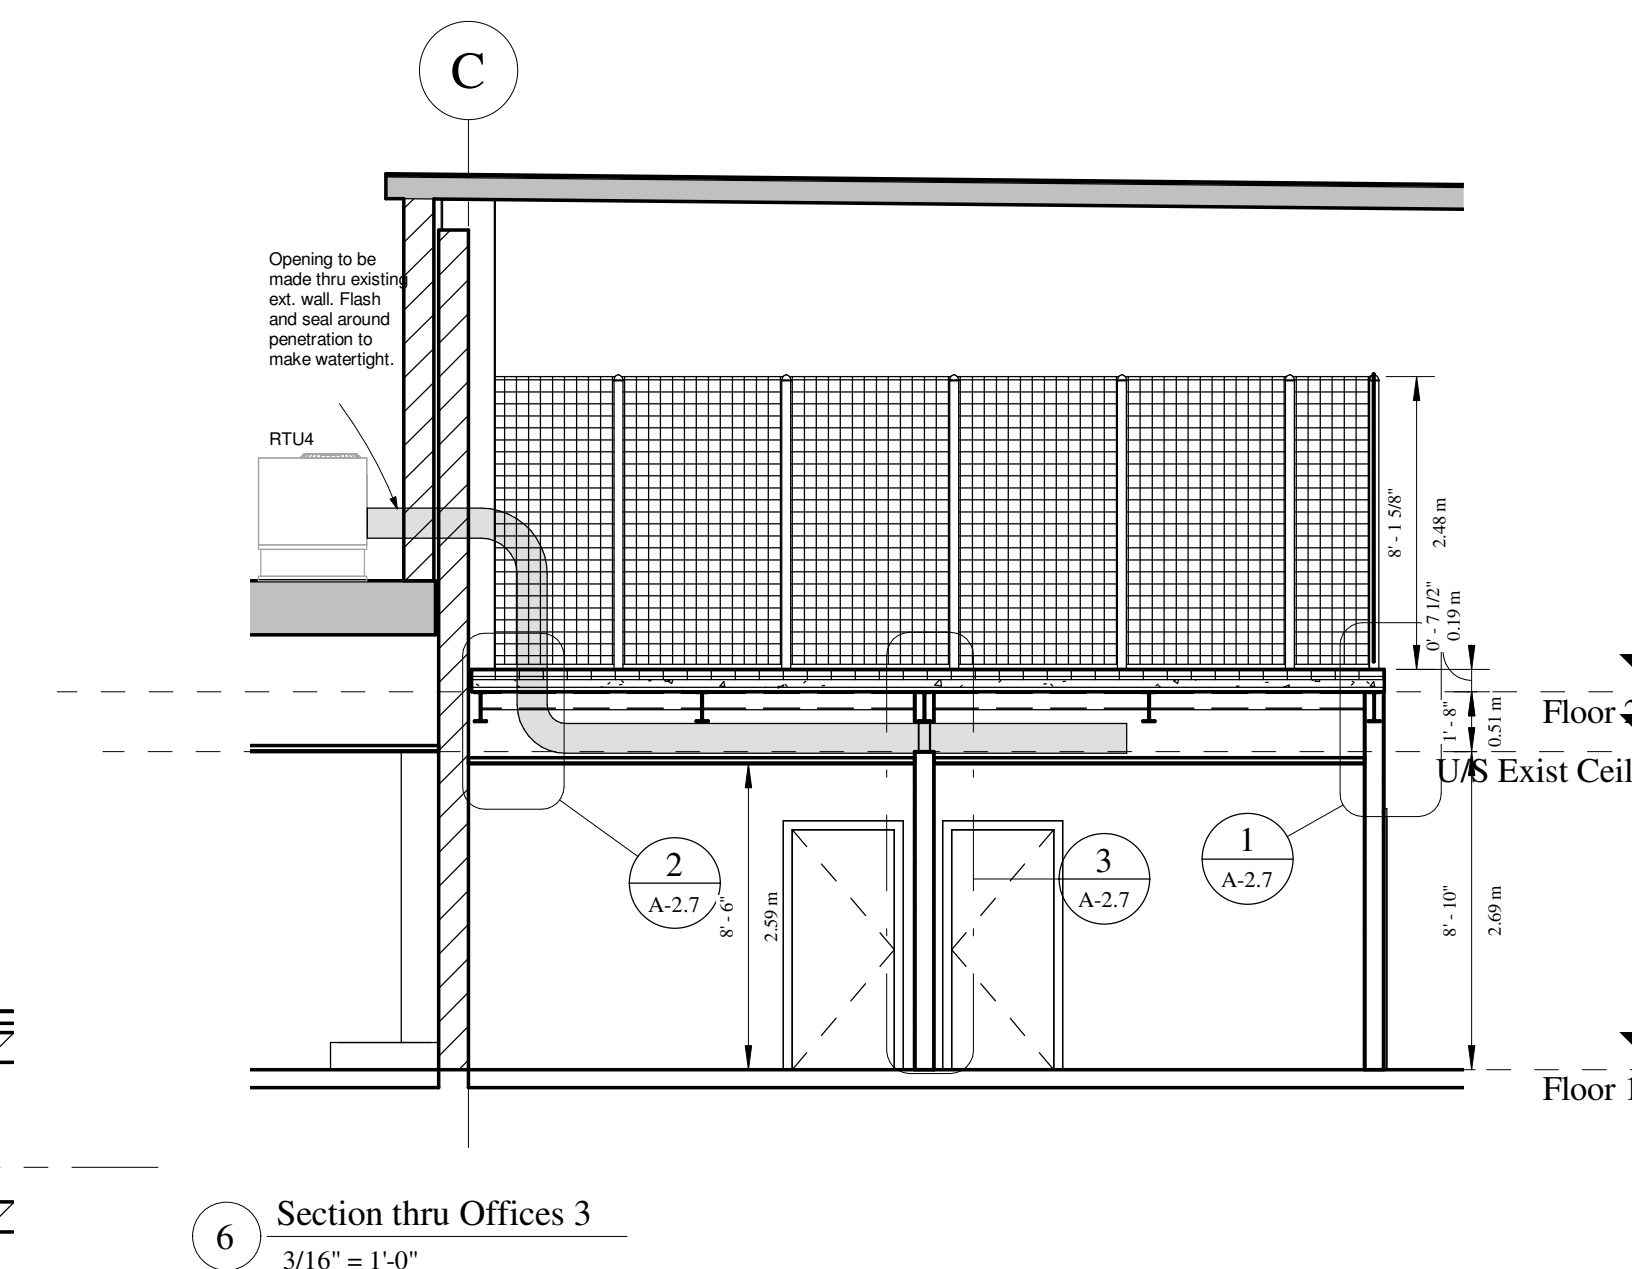 C
Opening to be
made thru existing
ext. wall. Flash
and seal around
penetration to
make watertight.
RTU4
8' - 1 5/8"
2.48 m
0' - 7 1/2"
0.19 m
1' - 8"
0.51 m
Floor
U/S Exist Ceil
2
A-2.7
8' - 6"
2.59 m
3
A-2.7
1
A-2.7
8' - 10"
2.69 m
Floor 1
6
Section thru Offices 3
3/16" = 1'-0"